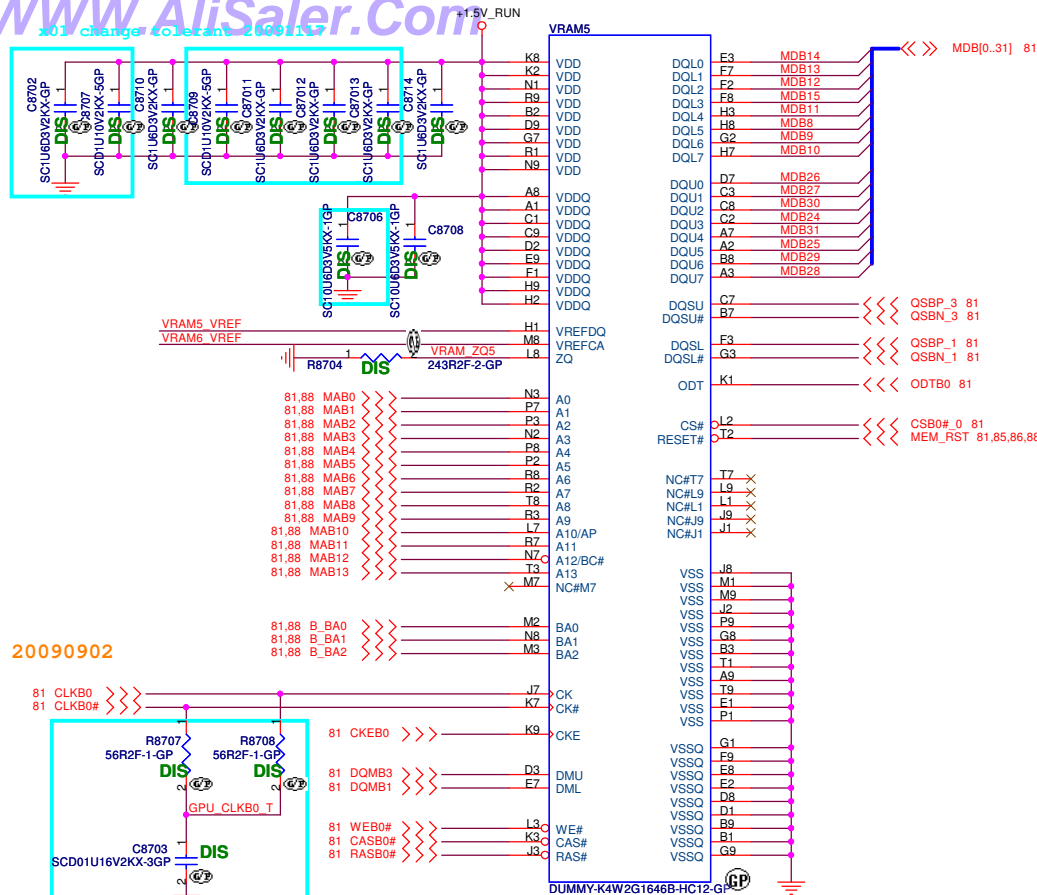 WWW.AliSaler.Com
x01 change tolerant 20091117
+1.5V_RUN
VRAM5
C8702
SC1U6D3V2KX-GP
DIS
C8707
SCD1U10V2KX-5GP
DIS
C8710
SC1U6D3V2KX-GP
DIS
C8709
SCD1U10V2KX-5GP
DIS
C87011
SC1U6D3V2KX-GP
DIS
C87012
SC1U6D3V2KX-GP
DIS
C87013
SC1U6D3V2KX-GP
DIS
C8714
SC1U6D3V2KX-GP
DIS
C8706
SC10U6D3V5KX-1GP
DIS
C8708
SC10U6D3V5KX-1GP
DIS
K8 VDD
K2 VDD
N1 VDD
R9 VDD
B2 VDD
D9 VDD
G7 VDD
R1 VDD
N9 VDD
A8 VDDQ
A1 VDDQ
C1 VDDQ
C9 VDDQ
D2 VDDQ
E9 VDDQ
F1 VDDQ
H9 VDDQ
H2 VDDQ
VRAM5_VREF H1 VREFDQ
VRAM6_VREF M8 VREFCA
R8704 1 2 VRAM_ZQ5 L8 ZQ
DIS 243R2F-2-GP
81,88 MAB0 N3 A0
81,88 MAB1 P7 A1
81,88 MAB2 P3 A2
81,88 MAB3 N2 A3
81,88 MAB4 P8 A4
81,88 MAB5 P2 A5
81,88 MAB6 R8 A6
81,88 MAB7 R2 A7
81,88 MAB8 T8 A8
81,88 MAB9 R3 A9
81,88 MAB10 L7 A10/AP
81,88 MAB11 R7 A11
81,88 MAB12 N7 A12/BC#
81,88 MAB13 T3 A13
M7 NC#M7
81,88 B_BA0 M2 BA0
81,88 B_BA1 N8 BA1
81,88 B_BA2 M3 BA2
20090902
81 CLKB0 J7 CK
81 CLKB0# K7 CK#
81 CKEB0 K9 CKE
R8707
56R2F-1-GP
DIS
R8708
56R2F-1-GP
DIS
GPU_CLKB0_T
C8703
SCD01U16V2KX-3GP
DIS
81 DQMB3 D3 DMU
81 DQMB1 E7 DML
81 WEB0# L3 WE#
81 CASB0# K3 CAS#
81 RASB0# J3 RAS#
DQL0 E3 MDB14
DQL1 F7 MDB13
DQL2 F2 MDB12
DQL3 F8 MDB15
DQL4 H3 MDB11
DQL5 H8 MDB8
DQL6 G2 MDB9
DQL7 H7 MDB10
MDB[0..31] 81
DQU0 D7 MDB26
DQU1 C3 MDB27
DQU2 C8 MDB30
DQU3 C2 MDB24
DQU4 A7 MDB31
DQU5 A2 MDB25
DQU6 B8 MDB29
DQU7 A3 MDB28
DQSU C7 QSBP_3 81
DQSU# B7 QSBN_3 81
DQSL F3 QSBP_1 81
DQSL# G3 QSBN_1 81
ODT K1 ODTB0 81
CS# L2 CSB0#_0 81
RESET# T2 MEM_RST 81,85,86,88
NC#T7 T7
NC#L9 L9
NC#L1 L1
NC#J9 J9
NC#J1 J1
VSS J8
VSS M1
VSS M9
VSS J2
VSS P9
VSS G8
VSS B3
VSS T1
VSS A9
VSS T9
VSS E1
VSS P1
VSSQ G1
VSSQ F9
VSSQ E8
VSSQ E2
VSSQ D8
VSSQ D1
VSSQ B9
VSSQ B1
VSSQ G9
DUMMY-K4W2G1646B-HC12-GP